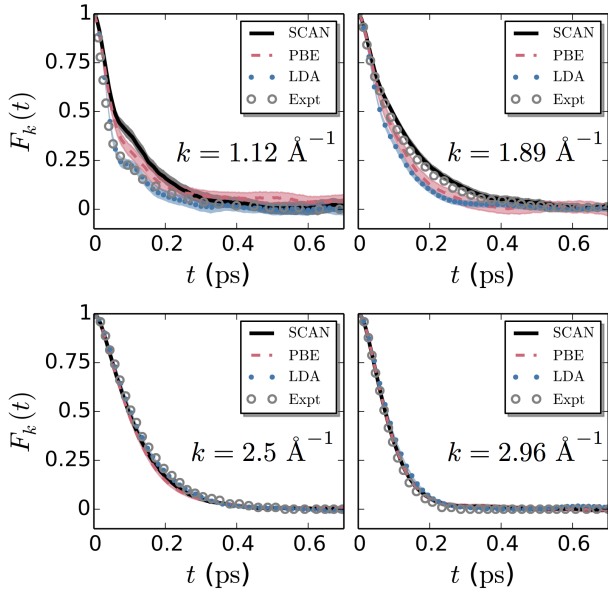 1
0.75
0.5
0.25
0
F_k(t)
SCAN
PBE
LDA
Expt
k = 1.12 Å⁻¹
0 0.2 0.4 0.6
t (ps)
SCAN
PBE
LDA
Expt
k = 1.89 Å⁻¹
0 0.2 0.4 0.6
t (ps)
1
0.75
0.5
0.25
0
F_k(t)
SCAN
PBE
LDA
Expt
k = 2.5 Å⁻¹
0 0.2 0.4 0.6
t (ps)
SCAN
PBE
LDA
Expt
k = 2.96 Å⁻¹
0 0.2 0.4 0.6
t (ps)